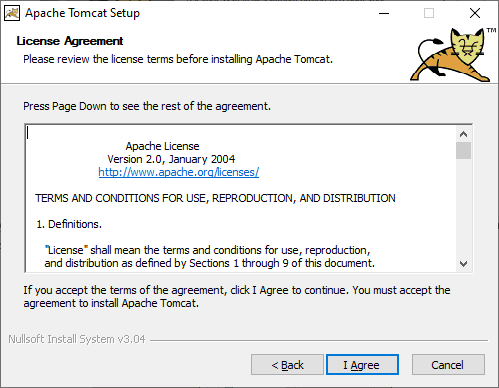 Apache Tomcat Setup
License Agreement
Please review the license terms before installing Apache Tomcat.
TM
Press Page Down to see the rest of the agreement.
Apache License
Version 2.0, January 2004
http://www.apache.org/licenses/
TERMS AND CONDITIONS FOR USE, REPRODUCTION, AND DISTRIBUTION
1. Definitions.
"License" shall mean the terms and conditions for use, reproduction,
and distribution as defined by Sections 1 through 9 of this document.
If you accept the terms of the agreement, click I Agree to continue. You must accept the
agreement to install Apache Tomcat.
Nullsoft Install System v3.04
< Back
I Agree
Cancel